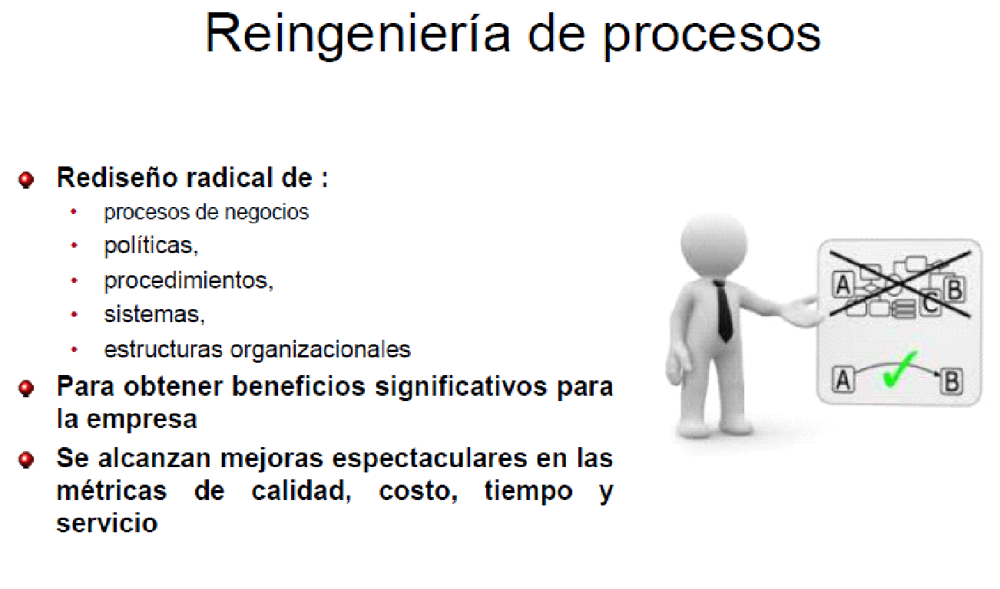 Reingeniería de procesos
Rediseño radical de :
procesos de negocios
políticas,
procedimientos,
sistemas,
estructuras organizacionales
Para obtener beneficios significativos para
la empresa
Se alcanzan mejoras espectaculares en las
métricas de calidad, costo, tiempo y
servicio
A
C
B
A
B